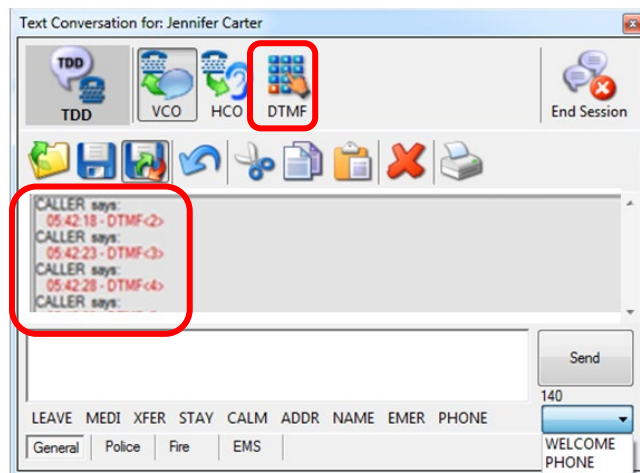 Text Conversation for: Jennifer Carter
TDD
TDD
VCO
HCO
DTMF
End Session
CALLER says:
05:42:18 - DTMF<2>
CALLER says:
05:42:23 - DTMF<3>
CALLER says:
05:42:28 - DTMF<4>
CALLER says:
Send
140
LEAVE MEDI XFER STAY CALM ADDR NAME EMER PHONE
General Police Fire EMS
WELCOME
PHONE